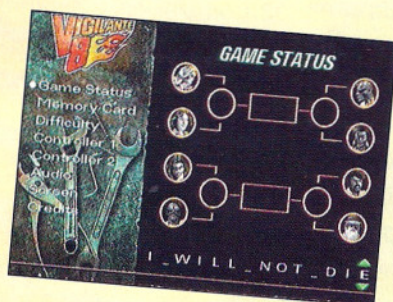 VIGILANTE
8
GAME STATUS
Game Status
Memory Card
Difficulty
Controller 1
Controller 2
Audio
Screen
Credits
I_WILL_NOT_DIE